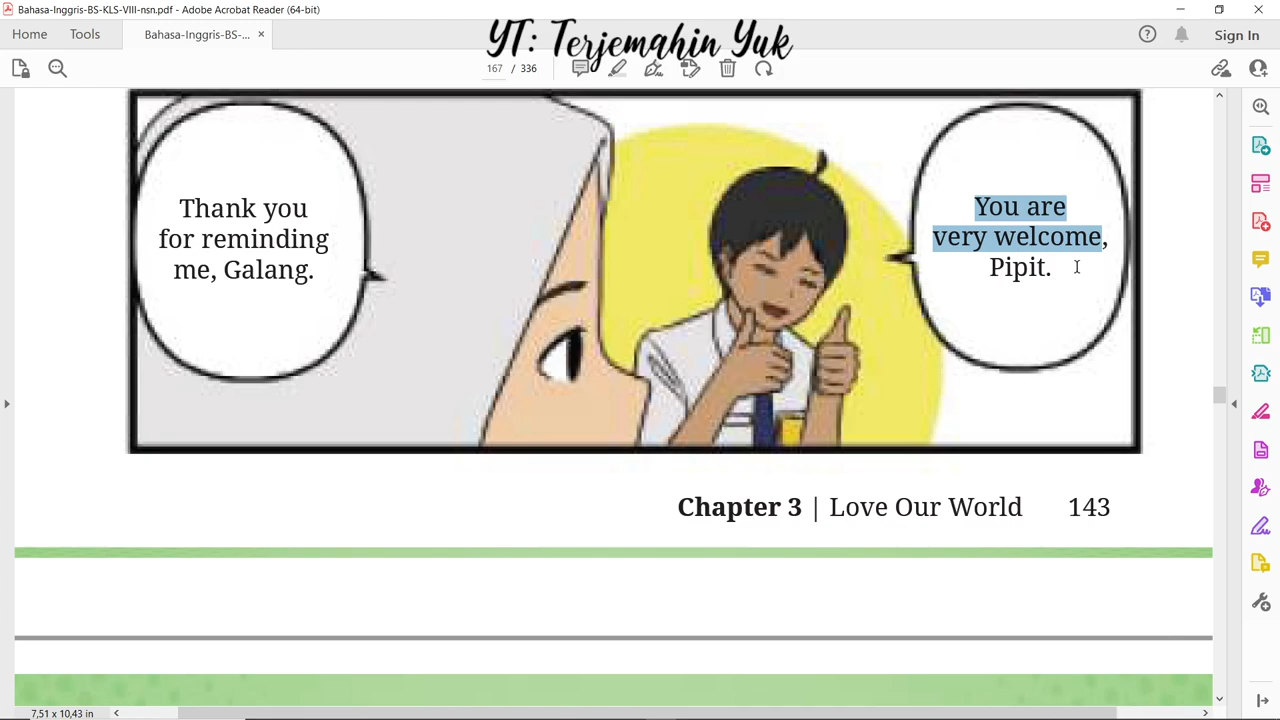 Bahasa-Inggris-BS-KLS-VIII-nsn.pdf - Adobe Acrobat Reader (64-bit)
Home
Tools
Bahasa-Inggris-BS-...
Sign In
YT: Terjemahin Yuk
167 / 336
Thank you
for reminding
me, Galang.
You are
very welcome,
Pipit.
Chapter 3 | Love Our World 143
7,51 x 10,43 in